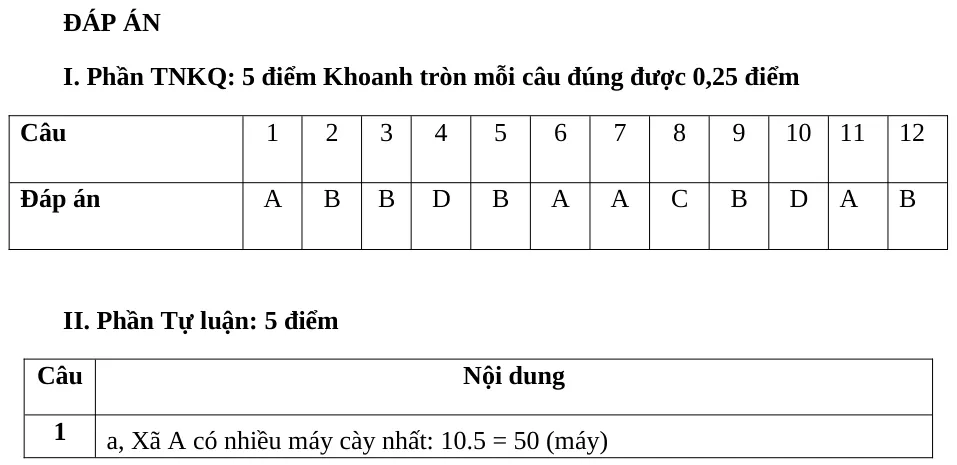 ĐÁP ÁN
I. Phần TNKQ: 5 điểm Khoanh tròn mỗi câu đúng được 0,25 điểm
Câu 1 2 3 4 5 6 7 8 9 10 11 12
Đáp án A B B D B A A C B D A B
II. Phần Tự luận: 5 điểm
Câu Nội dung
1 a, Xã A có nhiều máy cày nhất: 10.5 = 50 (máy)